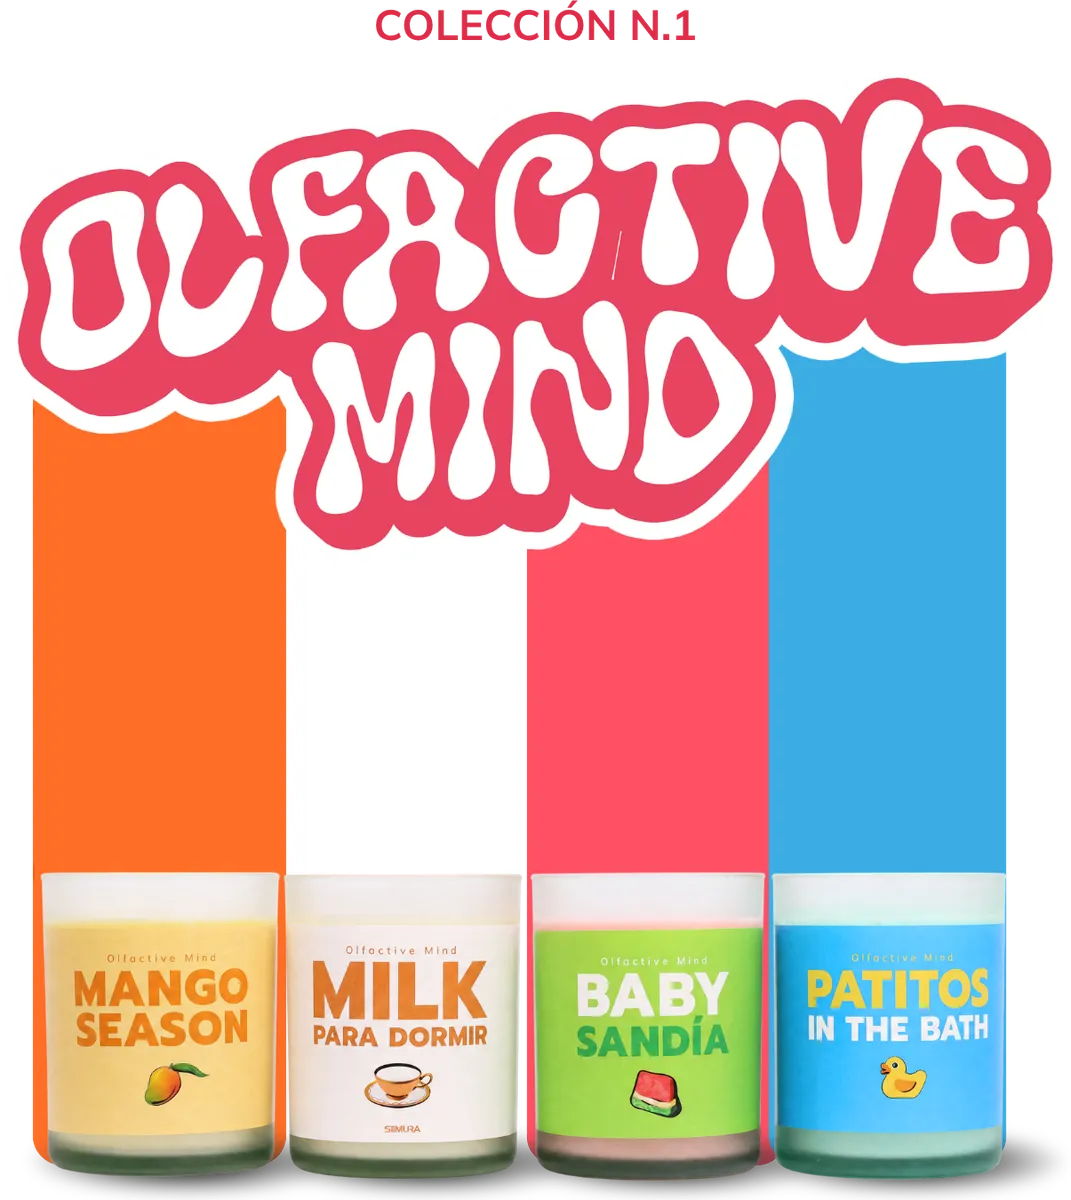 COLECCIÓN N.1
OLFACTIVE
MIND
Olfactive Mind
MANGO
SEASON
Olfactive Mind
MILK
PARA DORMIR
SIIMURA
Olfactive Mind
BABY
SANDÍA
Olfactive Mind
PATITOS
IN THE BATH